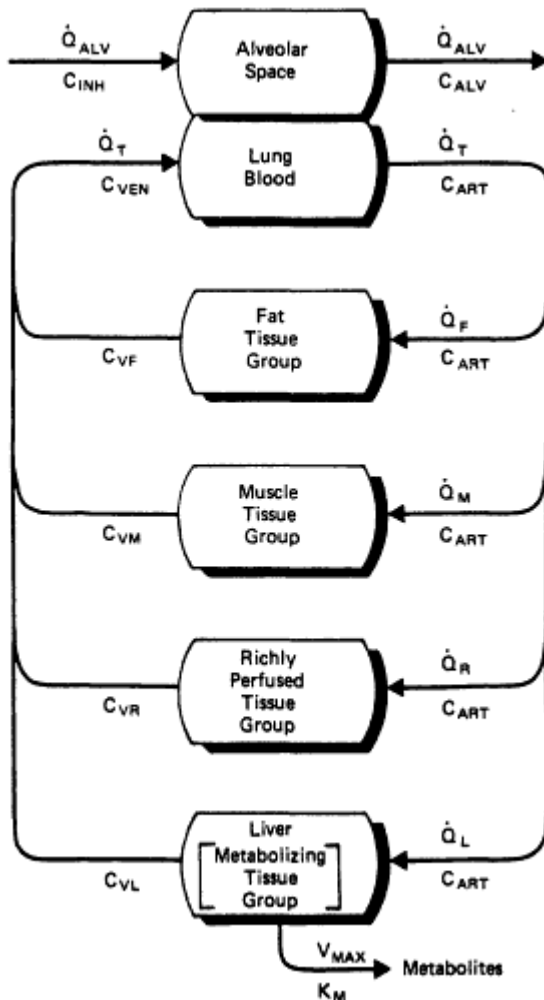 Q̇ALV
Alveolar
Space
Q̇ALV
CINH
CALV
Q̇T
Lung
Blood
Q̇T
CVEN
CART
Fat
Tissue
Group
Q̇F
CVF
CART
Muscle
Tissue
Group
Q̇M
CVM
CART
Richly
Perfused
Tissue
Group
Q̇R
CVR
CART
Liver
[Metabolizing
Tissue
Group]
Q̇L
CVL
CART
VMAX
KM
Metabolites